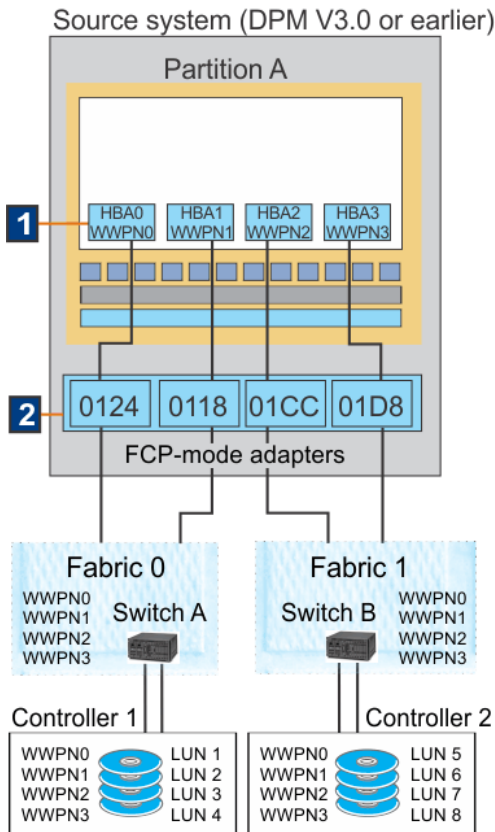 Source system (DPM V3.0 or earlier)
Partition A
1
HBA0 HBA1 HBA2 HBA3
WWPN0 WWPN1 WWPN2 WWPN3
2
0124 0118 01CC 01D8
FCP-mode adapters
Fabric 0
WWPN0
WWPN1
WWPN2
WWPN3
Switch A
Fabric 1
Switch B
WWPN0
WWPN1
WWPN2
WWPN3
Controller 1
WWPN0 LUN 1
WWPN1 LUN 2
WWPN2 LUN 3
WWPN3 LUN 4
Controller 2
WWPN0 LUN 5
WWPN1 LUN 6
WWPN2 LUN 7
WWPN3 LUN 8